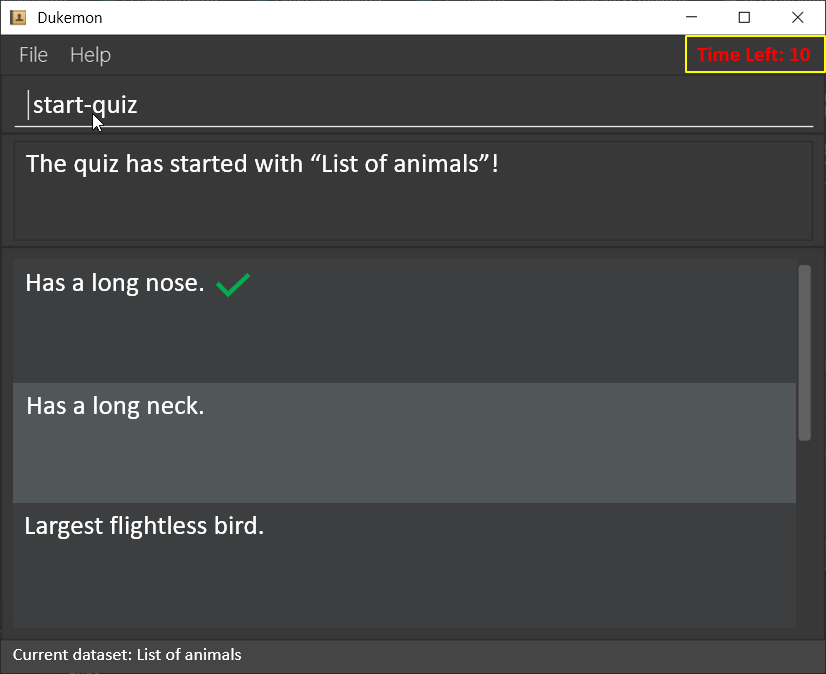 Dukemon
File Help
Time Left: 10
start-quiz
The quiz has started with “List of animals”!
Has a long nose.
Has a long neck.
Largest flightless bird.
Current dataset: List of animals